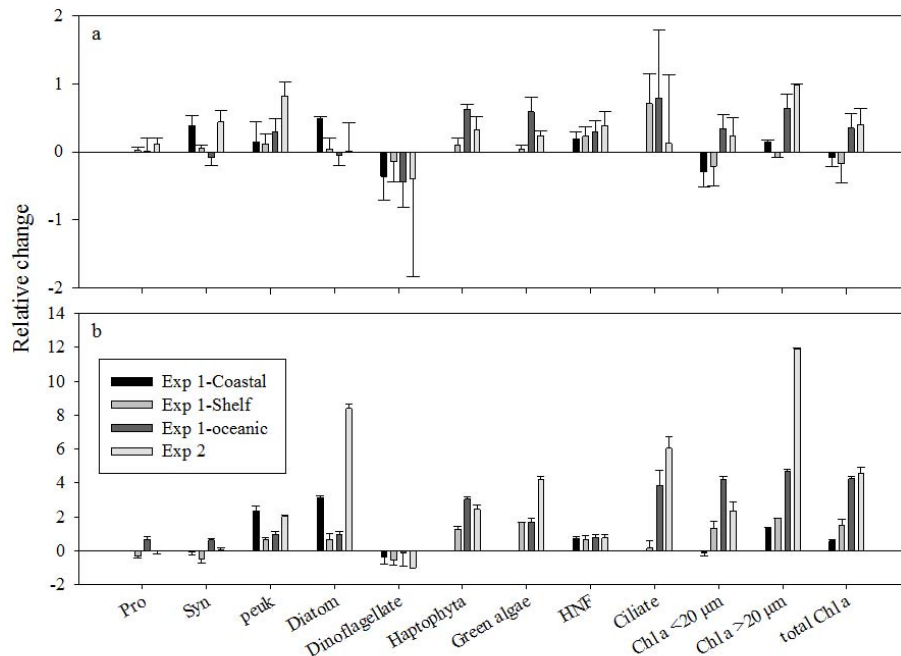 Relative change
2
a
1
0
-1
-2
14
b
12
10
8
6
4
2
0
-2
Exp 1-Coastal
Exp 1-Shelf
Exp 1-oceanic
Exp 2
Pro
Syn
peuk
Diatom
Dinoflagellate
Haptophyta
Green algae
HNF
Ciliate
Chl a <20 μm
Chl a >20 μm
total Chl a